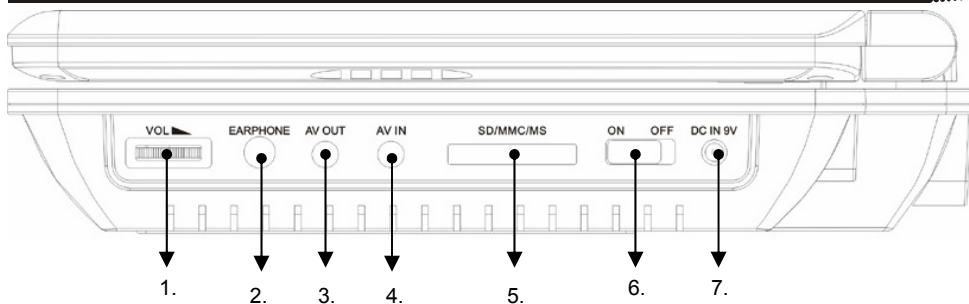 VOL EARPHONE AV OUT AV IN SD/MMC/MS ON OFF DC IN 9V
1. 2. 3. 4. 5. 6. 7.